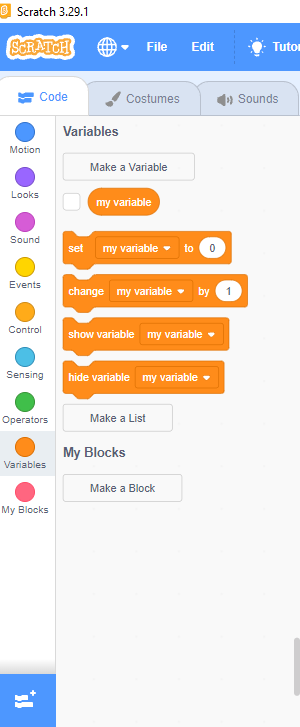 Scratch 3.29.1
SCRATCH
File
Edit
Code
Costumes
Sounds
Motion
Looks
Sound
Events
Control
Sensing
Operators
Variables
My Blocks
Variables
Make a Variable
my variable
set my variable to 0
change my variable by 1
show variable my variable
hide variable my variable
Make a List
My Blocks
Make a Block